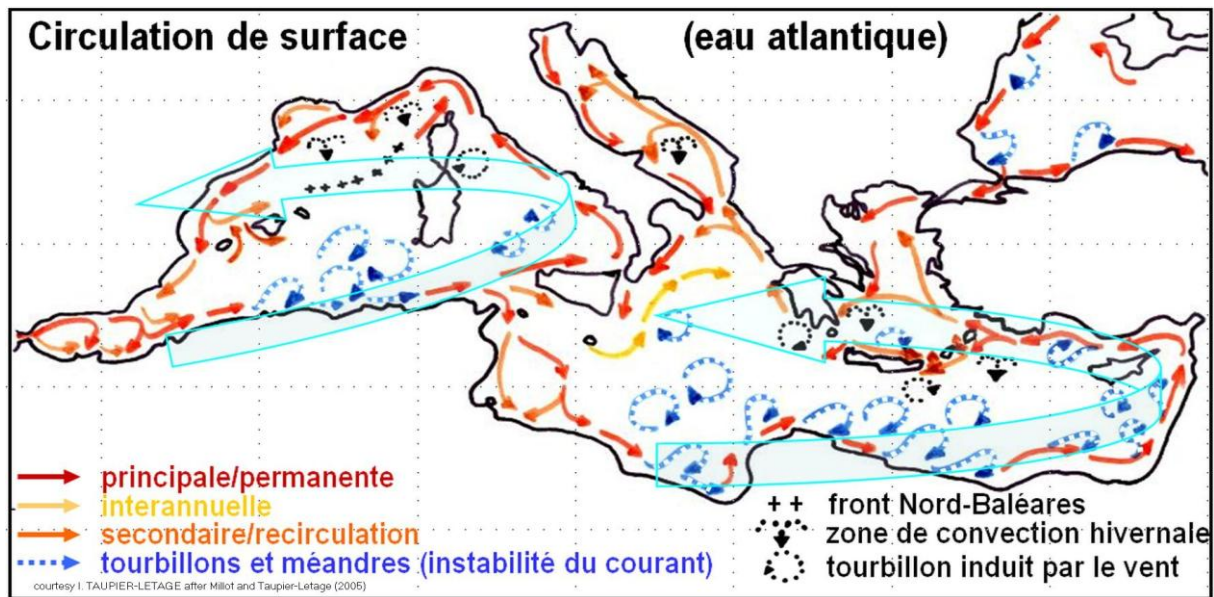 Circulation de surface (eau atlantique)
principale/permanente
interannuelle
secondaire/recirculation
tourbillons et méandres (instabilité du courant)
courtesy I. TAUPIER-LETAGE after Millot and Taupier-Letage (2005)
++ front Nord-Baléares
zone de convection hivernale
tourbillon induit par le vent